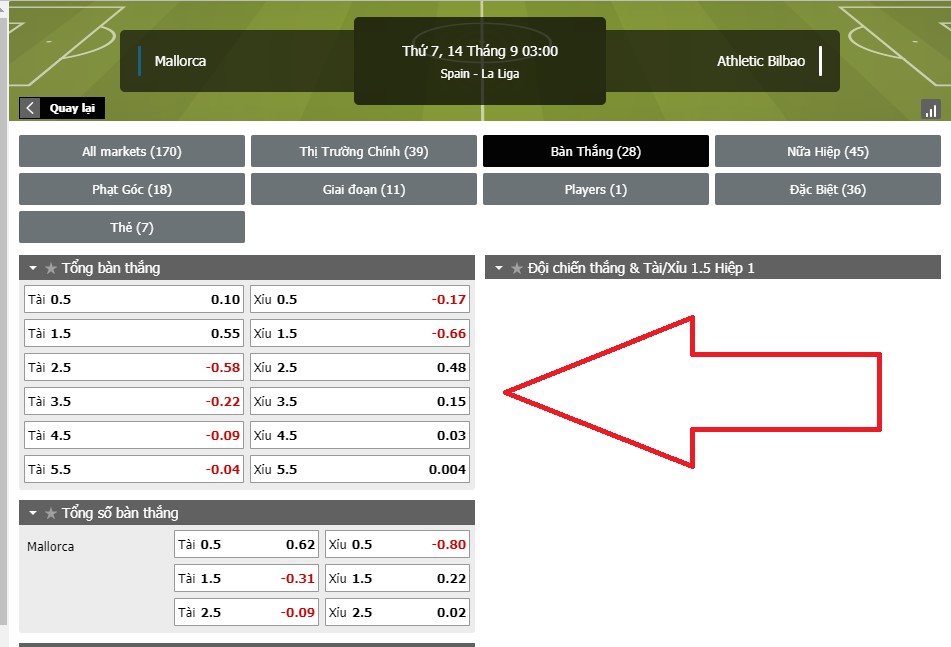 Mallorca
Thứ 7, 14 Tháng 9 03:00
Spain - La Liga
Athletic Bilbao
Quay lại
All markets (170) Thị Trường Chính (39) Bàn Thắng (28) Nữa Hiệp (45)
Phạt Góc (18) Giai đoạn (11) Players (1) Đặc Biệt (36)
Thẻ (7)
Tổng bàn thắng
Tài 0.5 0.10 Xỉu 0.5 -0.17
Tài 1.5 0.55 Xỉu 1.5 -0.66
Tài 2.5 -0.58 Xỉu 2.5 0.48
Tài 3.5 -0.22 Xỉu 3.5 0.15
Tài 4.5 -0.09 Xỉu 4.5 0.03
Tài 5.5 -0.04 Xỉu 5.5 0.004
Đội chiến thắng & Tài/Xỉu 1.5 Hiệp 1
Tổng số bàn thắng
Mallorca Tài 0.5 0.62 Xỉu 0.5 -0.80
Tài 1.5 -0.31 Xỉu 1.5 0.22
Tài 2.5 -0.09 Xỉu 2.5 0.02